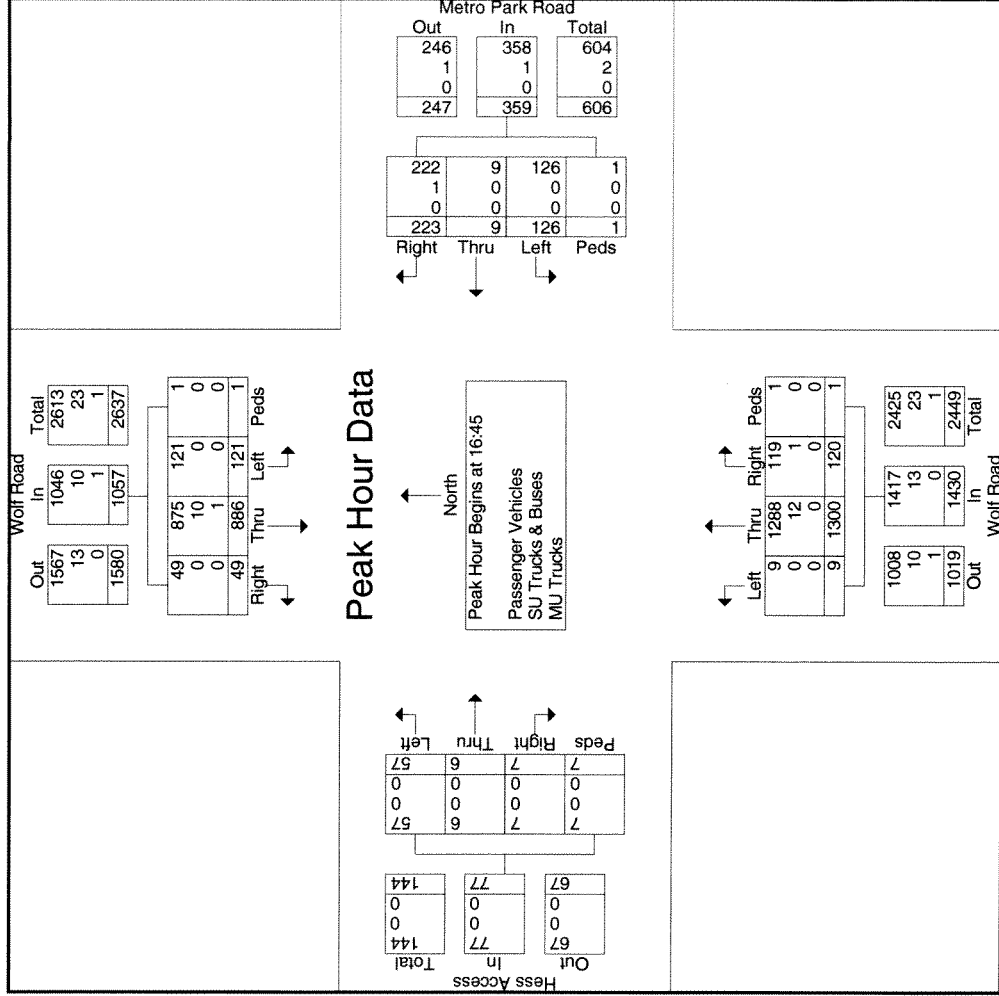 Metro Park Road
Out In Total
246 358 604
1 1 2
0 0 0
247 359 606
222 9 126 1
1 0 0 0
0 0 0 0
223 9 126 1
Right Thru Left Peds
Wolf Road
Out In Total
1567 1046 2613
13 10 23
0 1 1
1580 1057 2637
49 875 121 1
0 10 0 0
0 1 0 0
49 886 121 1
Right Thru Left Peds
Peak Hour Data
North
Peak Hour Begins at 16:45
Passenger Vehicles
SU Trucks & Buses
MU Trucks
Left Thru Right Peds
9 1288 119 1
0 12 1 0
0 0 0 0
9 1300 120 1
1008 1417 2425
10 13 23
1 0 1
1019 1430 2449
Out In Total
Wolf Road
Left Thru Right Peds
57 6 7 7
0 0 0 0
0 0 0 0
57 6 7 7
144 77 67
0 0 0
0 0 0
144 77 67
Total In Out
Hess Access